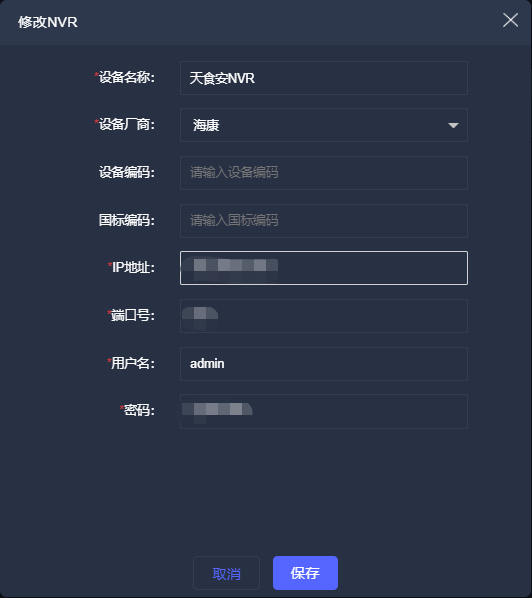 修改NVR
*设备名称: 天食安NVR
*设备厂商: 海康
设备编码: 请输入设备编码
国标编码: 请输入国标编码
*IP地址:
*端口号:
*用户名: admin
*密码:
取消 保存